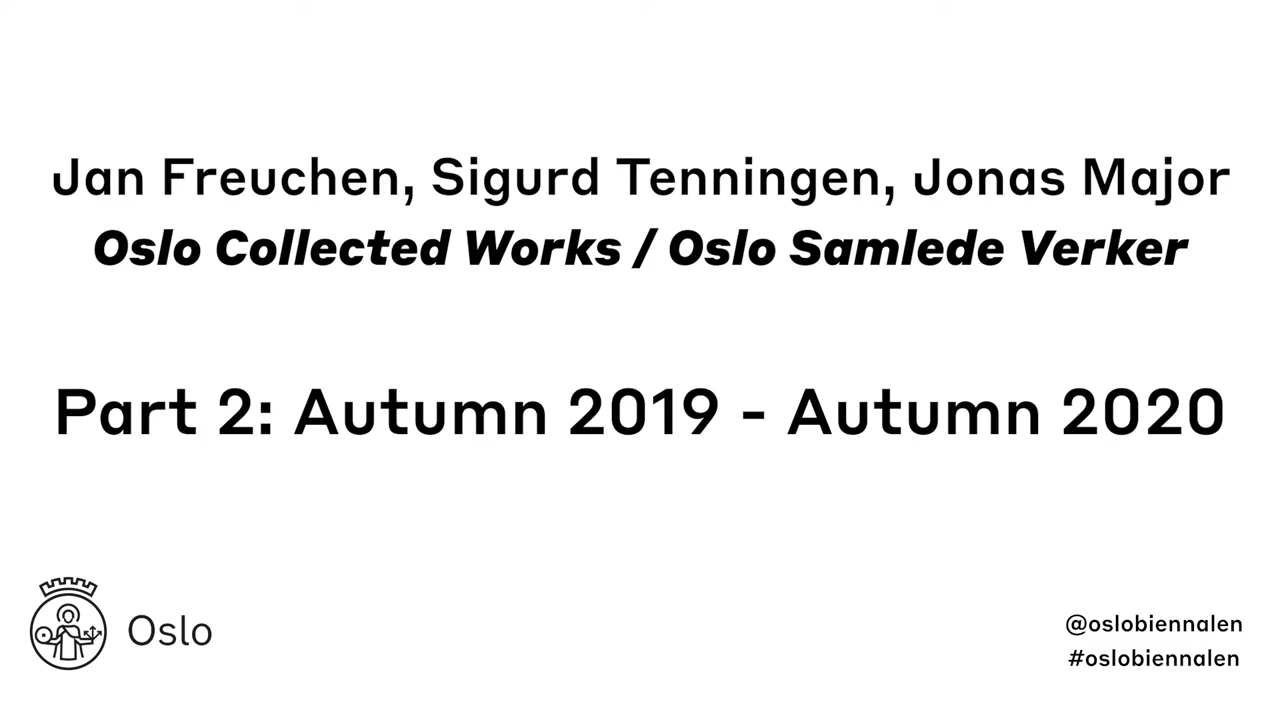 Jan Freuchen, Sigurd Tenningen, Jonas Major
Oslo Collected Works / Oslo Samlede Verker
Part 2: Autumn 2019 - Autumn 2020
Oslo
@oslobiennalen
#oslobiennalen